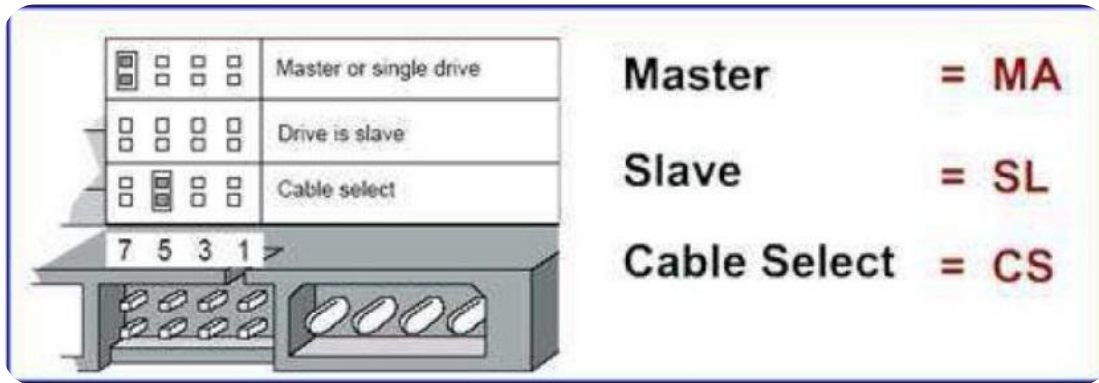 Master or single drive
Drive is slave
Cable select
7 5 3 1
Master = MA
Slave = SL
Cable Select = CS